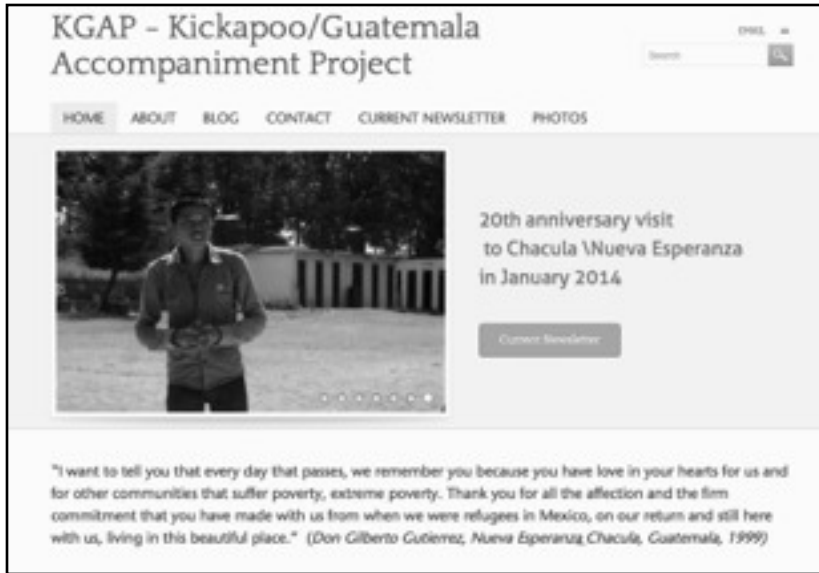 KGAP – Kickapoo/Guatemala
Accompaniment Project
EMAIL
Search
HOME ABOUT BLOG CONTACT CURRENT NEWSLETTER PHOTOS
20th anniversary visit
to Chacula \Nueva Esperanza
in January 2014
Current Newsletter
"I want to tell you that every day that passes, we remember you because you have love in your hearts for us and
for other communities that suffer poverty, extreme poverty. Thank you for all the affection and the firm
commitment that you have made with us from when we were refugees in Mexico, on our return and still here
with us, living in this beautiful place." (Don Gilberto Gutierrez, Nueva Esperanza Chacula, Guatemala, 1999)